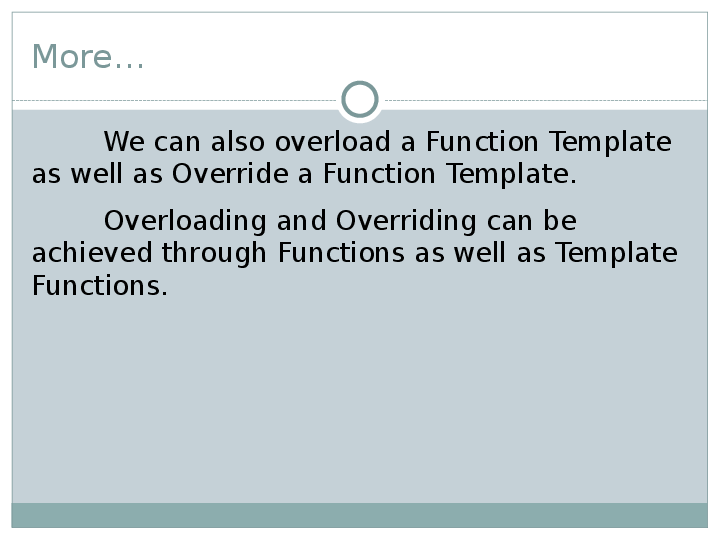 More…
We can also overload a Function Template
as well as Override a Function Template.
Overloading and Overriding can be
achieved through Functions as well as Template
Functions.